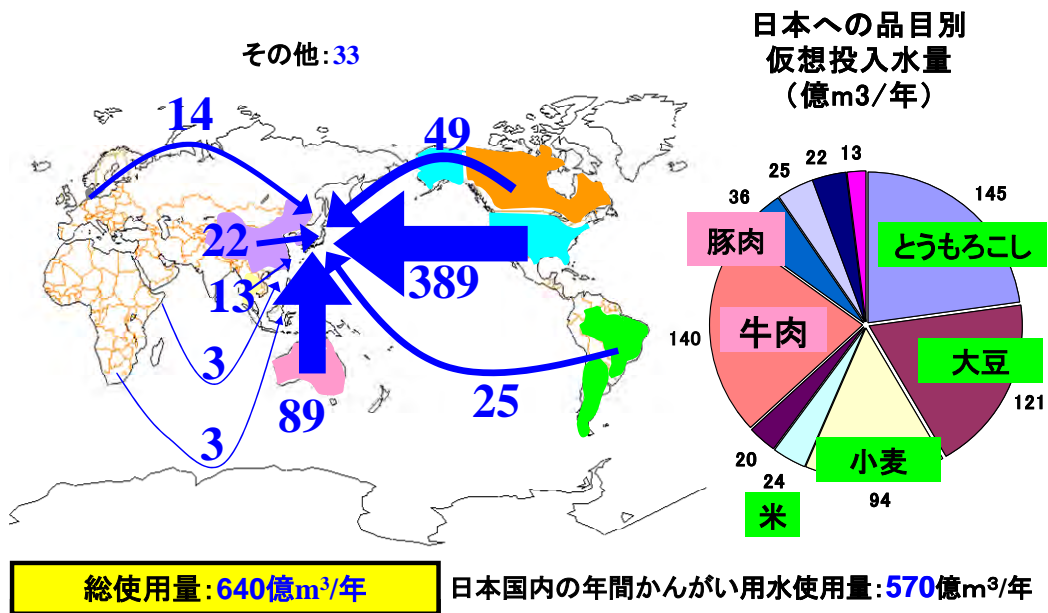 その他:33
14
49
22
13
389
3
3
89
25
日本への品目別
仮想投入水量
(億m3/年)
145
とうもろこし
121
大豆
94
小麦
24
米
20
140
牛肉
36
豚肉
25
22
13
総使用量:640億m³/年
日本国内の年間かんがい用水使用量:570億m³/年